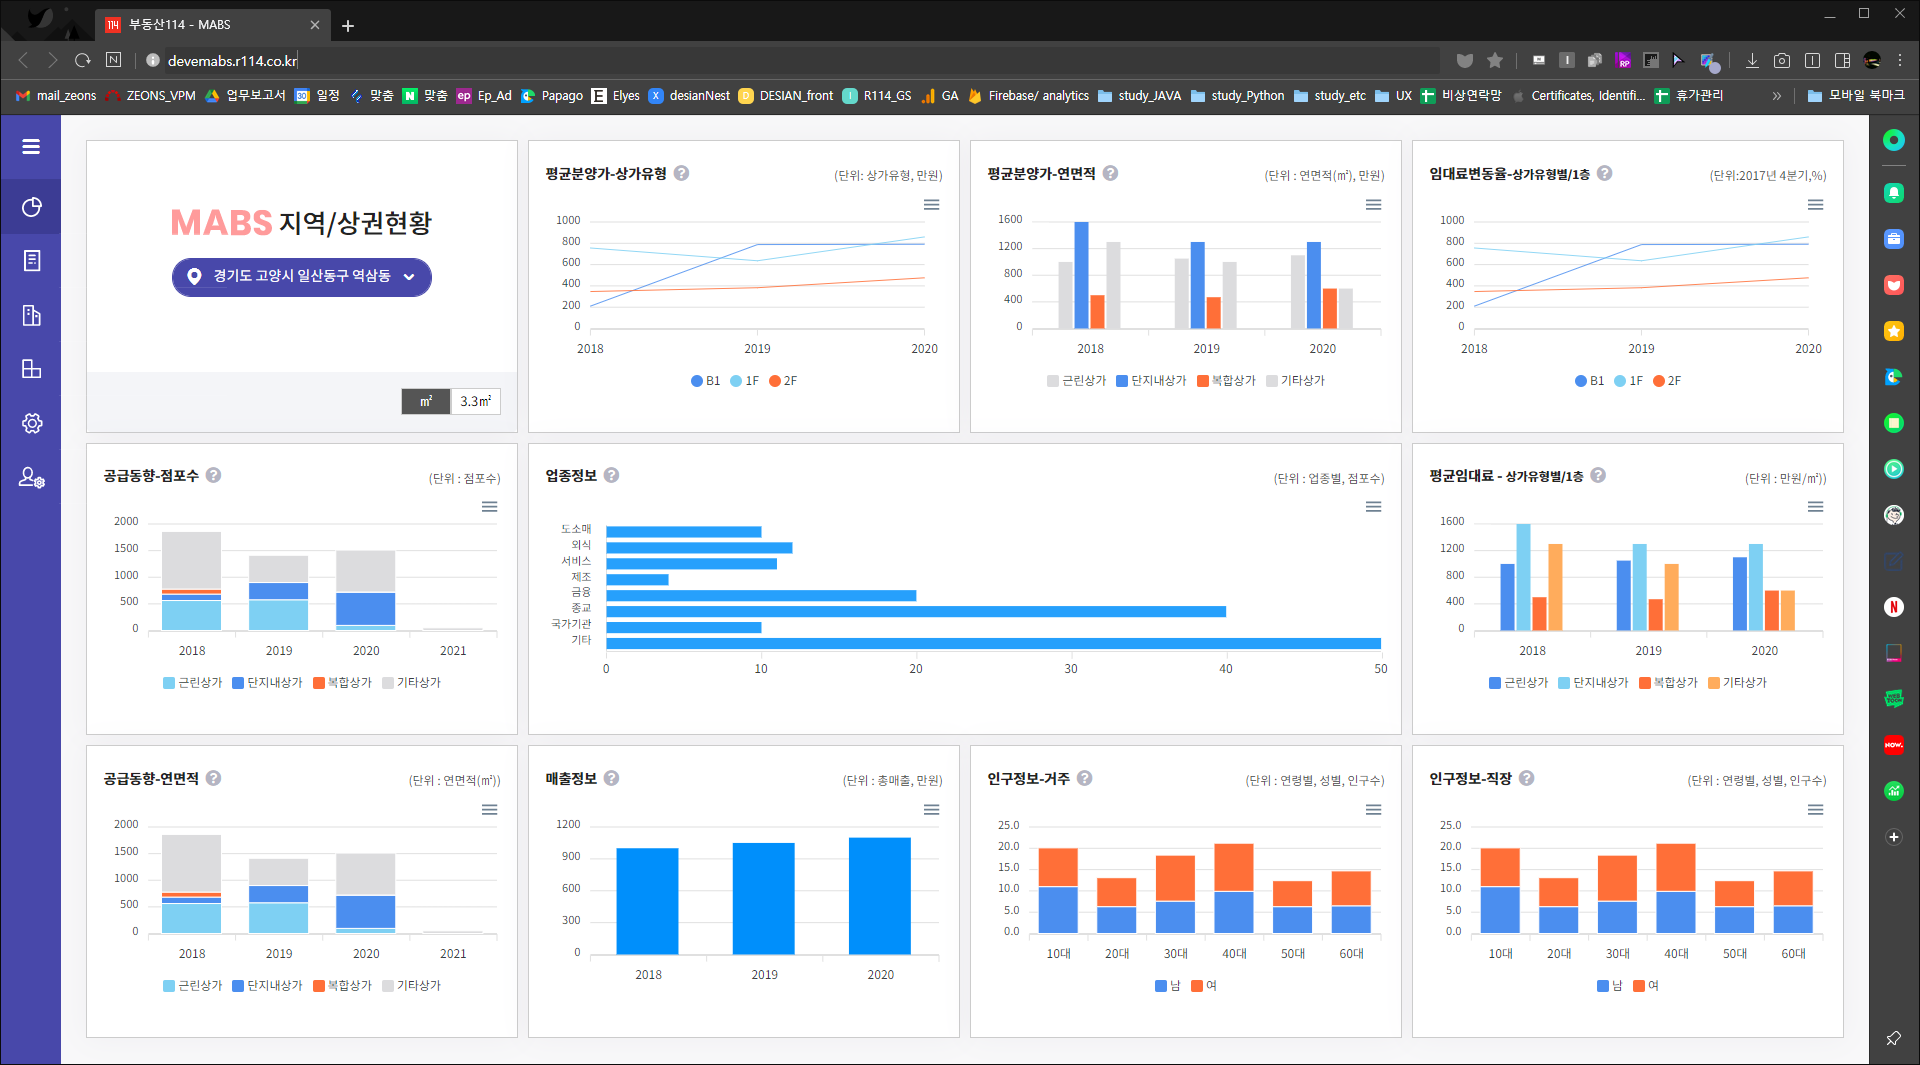 부동산114 - MABS
devemabs.r114.co.kr
mail_zeons ZEONS_VPM 업무보고서 일정 맞춤 맞춤 Ep_Ad Papago Elyes desianNest DESIAN_front R114_GS GA Firebase/ analytics study_JAVA study_Python study_etc UX 비상연락망 Certificates, Identifi... 휴가관리 » 모바일 북마크
MABS 지역/상권현황
경기도 고양시 일산동구 역삼동
㎡ 3.3㎡
평균분양가-상가유형 ? (단위: 상가유형, 만원)
1000
800
600
400
200
0
2018 2019 2020
B1 1F 2F
평균분양가-연면적 ? (단위 : 연면적(㎡), 만원)
1600
1200
800
400
0
2018 2019 2020
근린상가 단지내상가 복합상가 기타상가
임대료변동율-상가유형별/1층 ? (단위:2017년 4분기,%)
1000
800
600
400
200
0
2018 2019 2020
B1 1F 2F
공급동향-점포수 ? (단위 : 점포수)
2000
1500
1000
500
0
2018 2019 2020 2021
근린상가 단지내상가 복합상가 기타상가
업종정보 ? (단위 : 업종별, 점포수)
도소매
외식
서비스
제조
금융
종교
국가기관
기타
0 10 20 30 40 50
평균임대료 - 상가유형별/1층 ? (단위 : 만원/㎡))
1600
1200
800
400
0
2018 2019 2020
근린상가 단지내상가 복합상가 기타상가
공급동향-연면적 ? (단위 : 연면적(㎡))
2000
1500
1000
500
0
2018 2019 2020 2021
근린상가 단지내상가 복합상가 기타상가
매출정보 ? (단위 : 총매출, 만원)
1200
900
600
300
0
2018 2019 2020
인구정보-거주 ? (단위 : 연령별, 성별, 인구수)
25.0
20.0
15.0
10.0
5.0
0.0
10대 20대 30대 40대 50대 60대
남 여
인구정보-직장 ? (단위 : 연령별, 성별, 인구수)
25.0
20.0
15.0
10.0
5.0
0.0
10대 20대 30대 40대 50대 60대
남 여